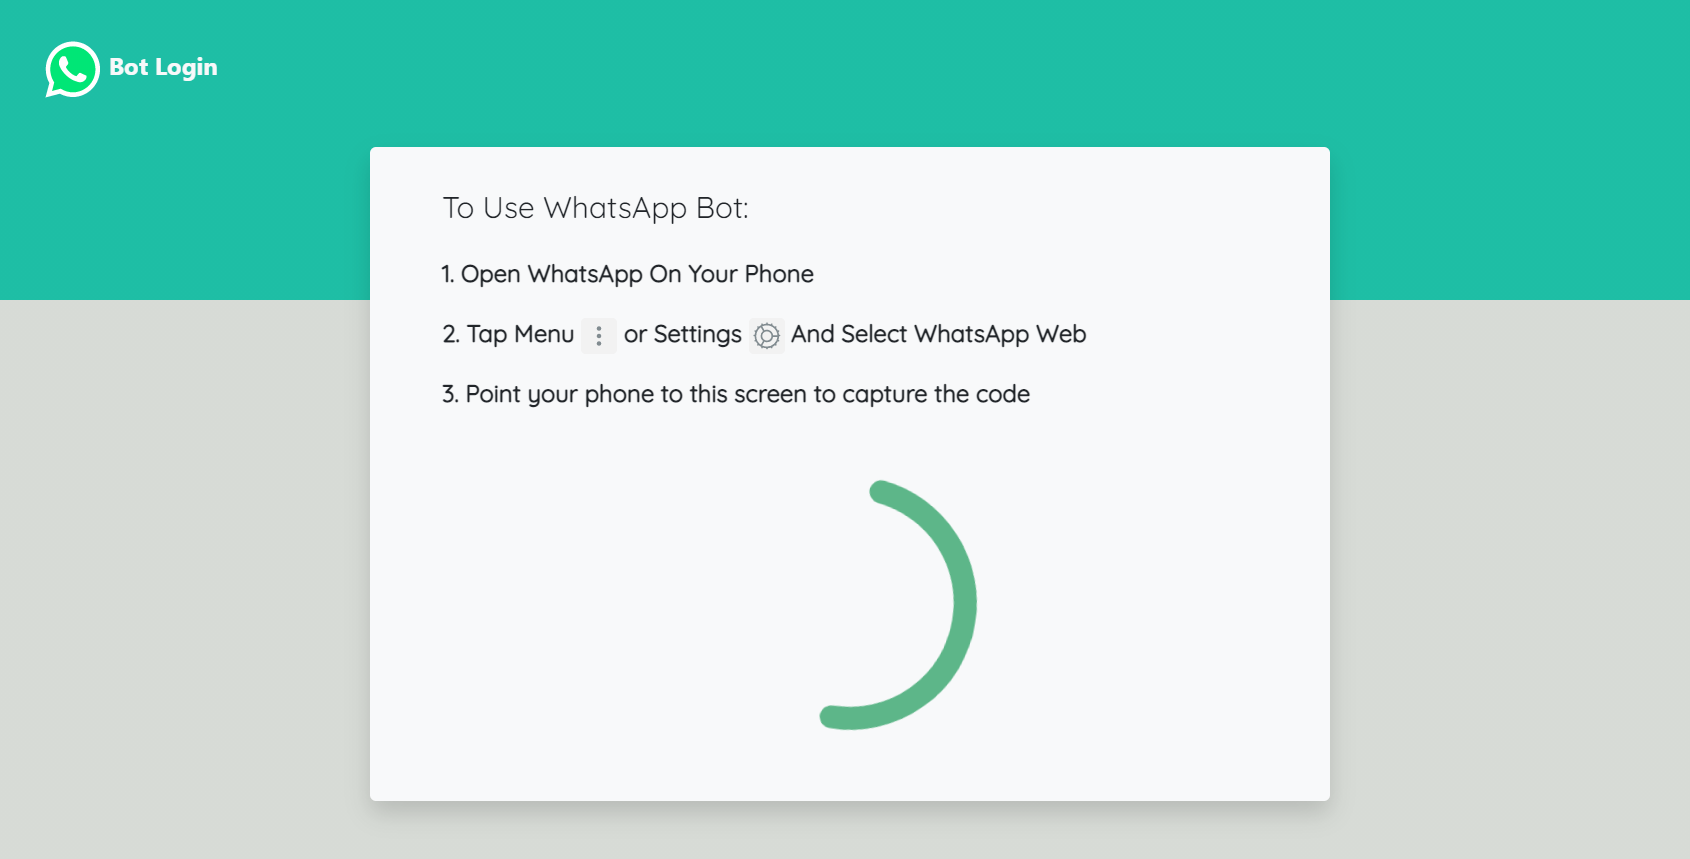 Bot Login
To Use WhatsApp Bot:
1. Open WhatsApp On Your Phone
2. Tap Menu or Settings And Select WhatsApp Web
3. Point your phone to this screen to capture the code